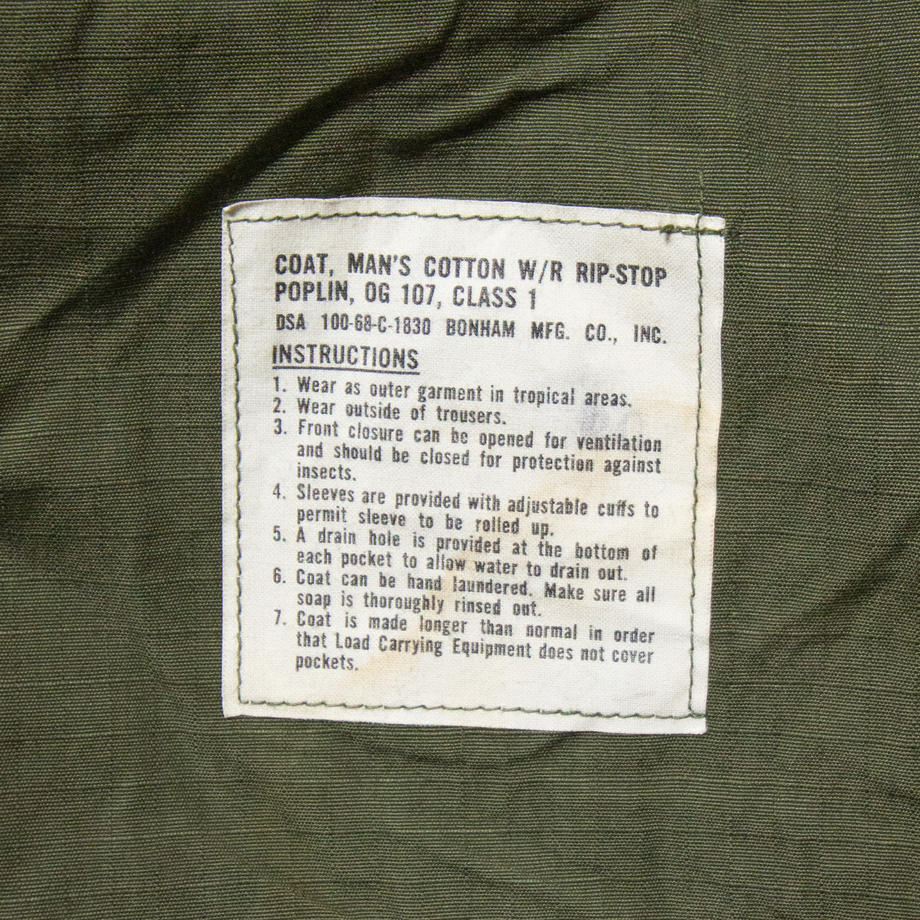 COAT, MAN'S COTTON W/R RIP-STOP
POPLIN, OG 107, CLASS 1
DSA 100-68-C-1830 BONHAM MFG. CO., INC.
INSTRUCTIONS
1. Wear as outer garment in tropical areas.
2. Wear outside of trousers.
3. Front closure can be opened for ventilation
and should be closed for protection against
insects.
4. Sleeves are provided with adjustable cuffs to
permit sleeve to be rolled up.
5. A drain hole is provided at the bottom of
each pocket to allow water to drain out.
6. Coat can be hand laundered. Make sure all
soap is thoroughly rinsed out.
7. Coat is made longer than normal in order
that Load Carrying Equipment does not cover
pockets.